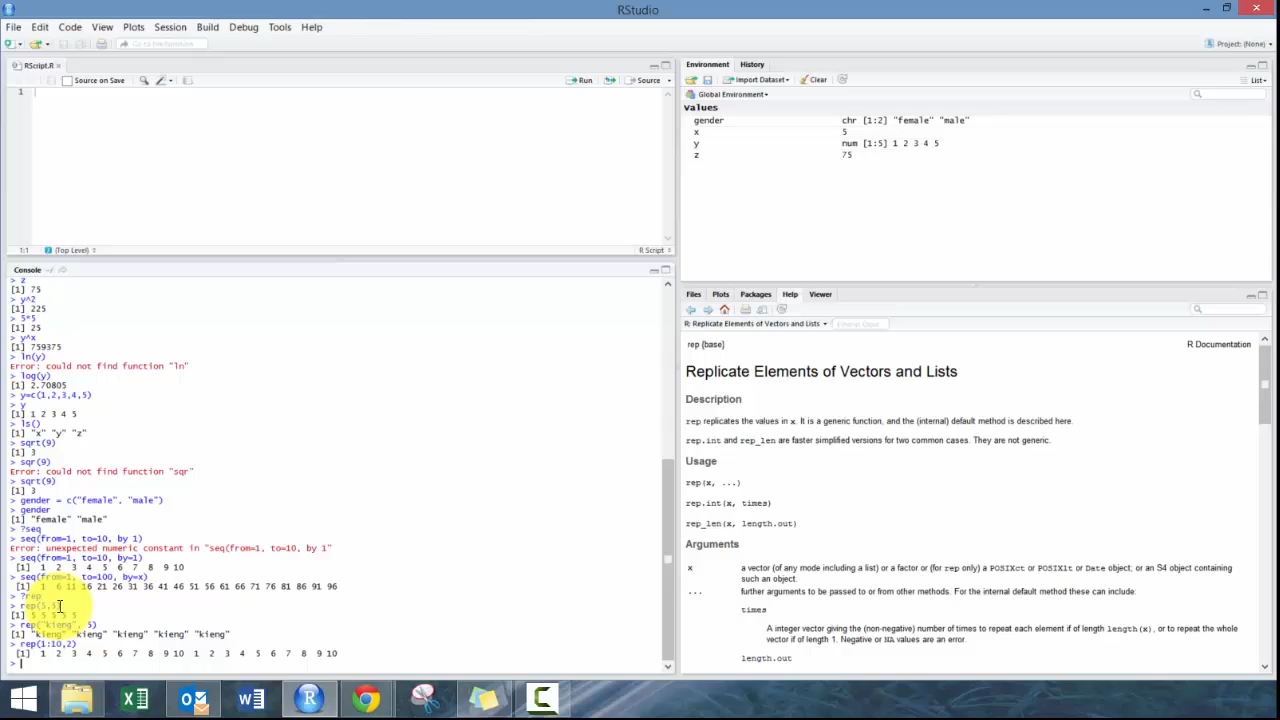 RStudio
File Edit Code View Plots Session Build Debug Tools Help
Go to file/function
Project: (None)
RScript.R
Source on Save
Run
Source
1
1:1 (Top Level) R Script
Console ~/
> z
[1] 75
> y^2
[1] 225
> 5*5
[1] 25
> y^x
[1] 759375
> ln(y)
Error: could not find function "ln"
> log(y)
[1] 2.70805
> y=c(1,2,3,4,5)
> y
[1] 1 2 3 4 5
> ls()
[1] "x" "y" "z"
> sqrt(9)
[1] 3
> sqr(9)
Error: could not find function "sqr"
> sqrt(9)
[1] 3
> gender = c("female", "male")
> gender
[1] "female" "male"
> ?seq
> seq(from=1, to=10, by 1)
Error: unexpected numeric constant in "seq(from=1, to=10, by 1"
> seq(from=1, to=10, by=1)
[1] 1 2 3 4 5 6 7 8 9 10
> seq(from=1, to=100, by=x)
[1] 1 6 11 16 21 26 31 36 41 46 51 56 61 66 71 76 81 86 91 96
> ?rep
> rep(5,5)
[1] 5 5 5 5 5
> rep("kieng", 5)
[1] "kieng" "kieng" "kieng" "kieng" "kieng"
> rep(1:10,2)
[1] 1 2 3 4 5 6 7 8 9 10 1 2 3 4 5 6 7 8 9 10
>
Environment History
Import Dataset Clear List
Global Environment
Values
gender chr [1:2] "female" "male"
x 5
y num [1:5] 1 2 3 4 5
z 75
Files Plots Packages Help Viewer
R: Replicate Elements of Vectors and Lists Find in Topic
rep {base} R Documentation
Replicate Elements of Vectors and Lists
Description
rep replicates the values in x. It is a generic function, and the (internal) default method is described here.
rep.int and rep_len are faster simplified versions for two common cases. They are not generic.
Usage
rep(x, ...)
rep.int(x, times)
rep_len(x, length.out)
Arguments
x a vector (of any mode including a list) or a factor or (for rep only) a POSIXct or POSIXlt or Date object; or an S4 object containing
such an object.
... further arguments to be passed to or from other methods. For the internal default method these can include:
times
A integer vector giving the (non-negative) number of times to repeat each element if of length length(x), or to repeat the whole
vector if of length 1. Negative or NA values are an error.
length.out